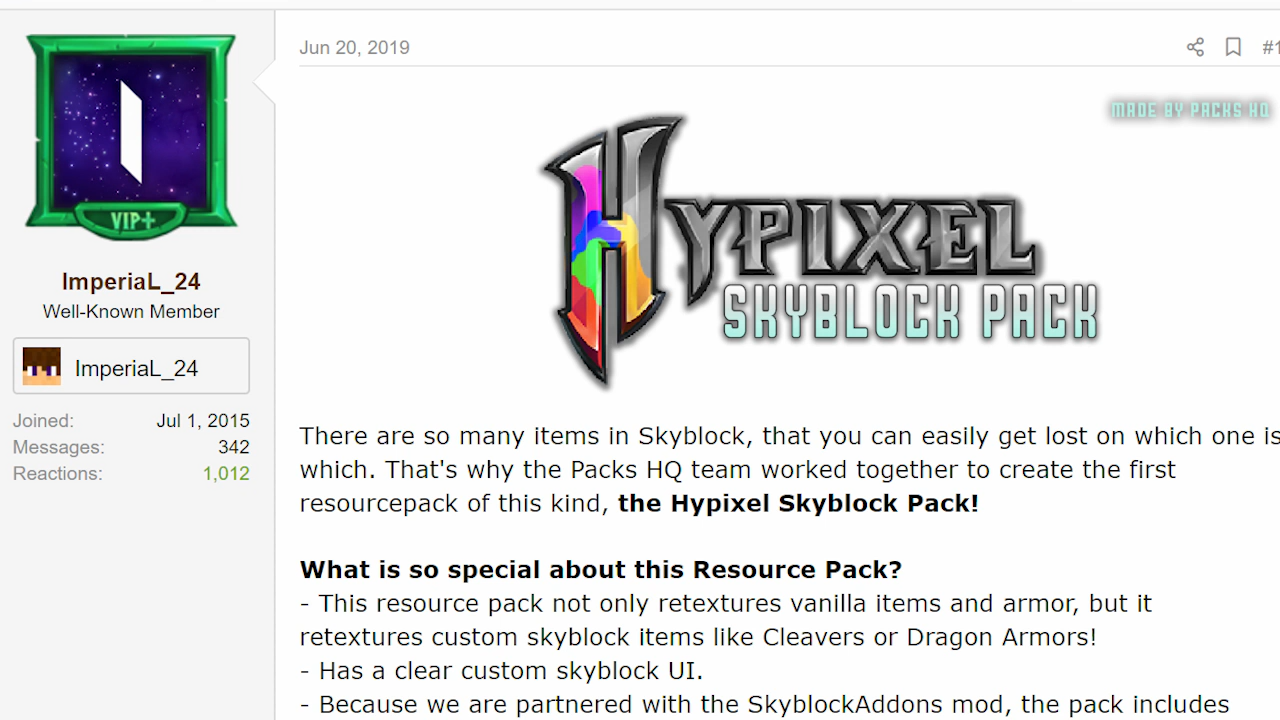 VIP+
ImperiaL_24
Well-Known Member
ImperiaL_24
Joined: Jul 1, 2015
Messages: 342
Reactions: 1,012
Jun 20, 2019
#1
MADE BY PACKS HQ
HYPIXEL
SKYBLOCK PACK
There are so many items in Skyblock, that you can easily get lost on which one is
which. That's why the Packs HQ team worked together to create the first
resourcepack of this kind, the Hypixel Skyblock Pack!
What is so special about this Resource Pack?
- This resource pack not only retextures vanilla items and armor, but it
retextures custom skyblock items like Cleavers or Dragon Armors!
- Has a clear custom skyblock UI.
- Because we are partnered with the SkyblockAddons mod, the pack includes